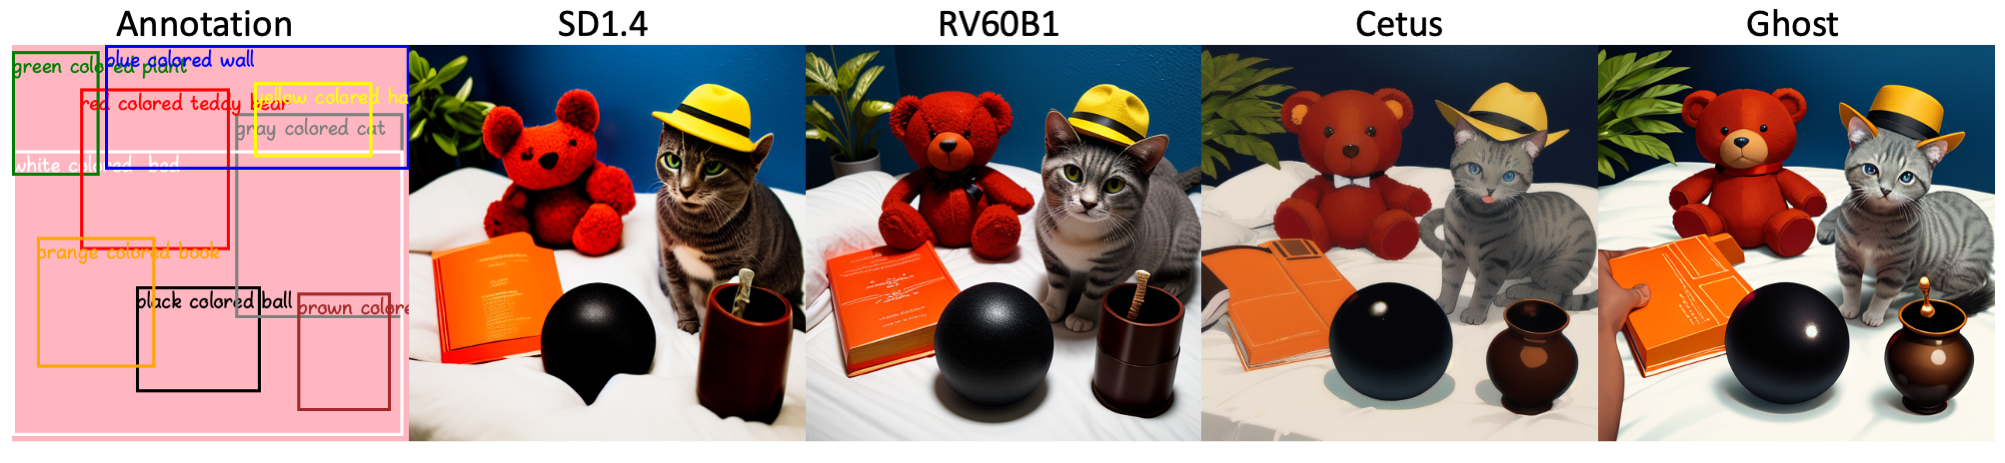 Annotation
SD1.4
RV60B1
Cetus
Ghost
green colored plant
blue colored wall
red colored teddy bear
yellow colored ha
gray colored cat
white colored bed
orange colored book
black colored ball
brown colore